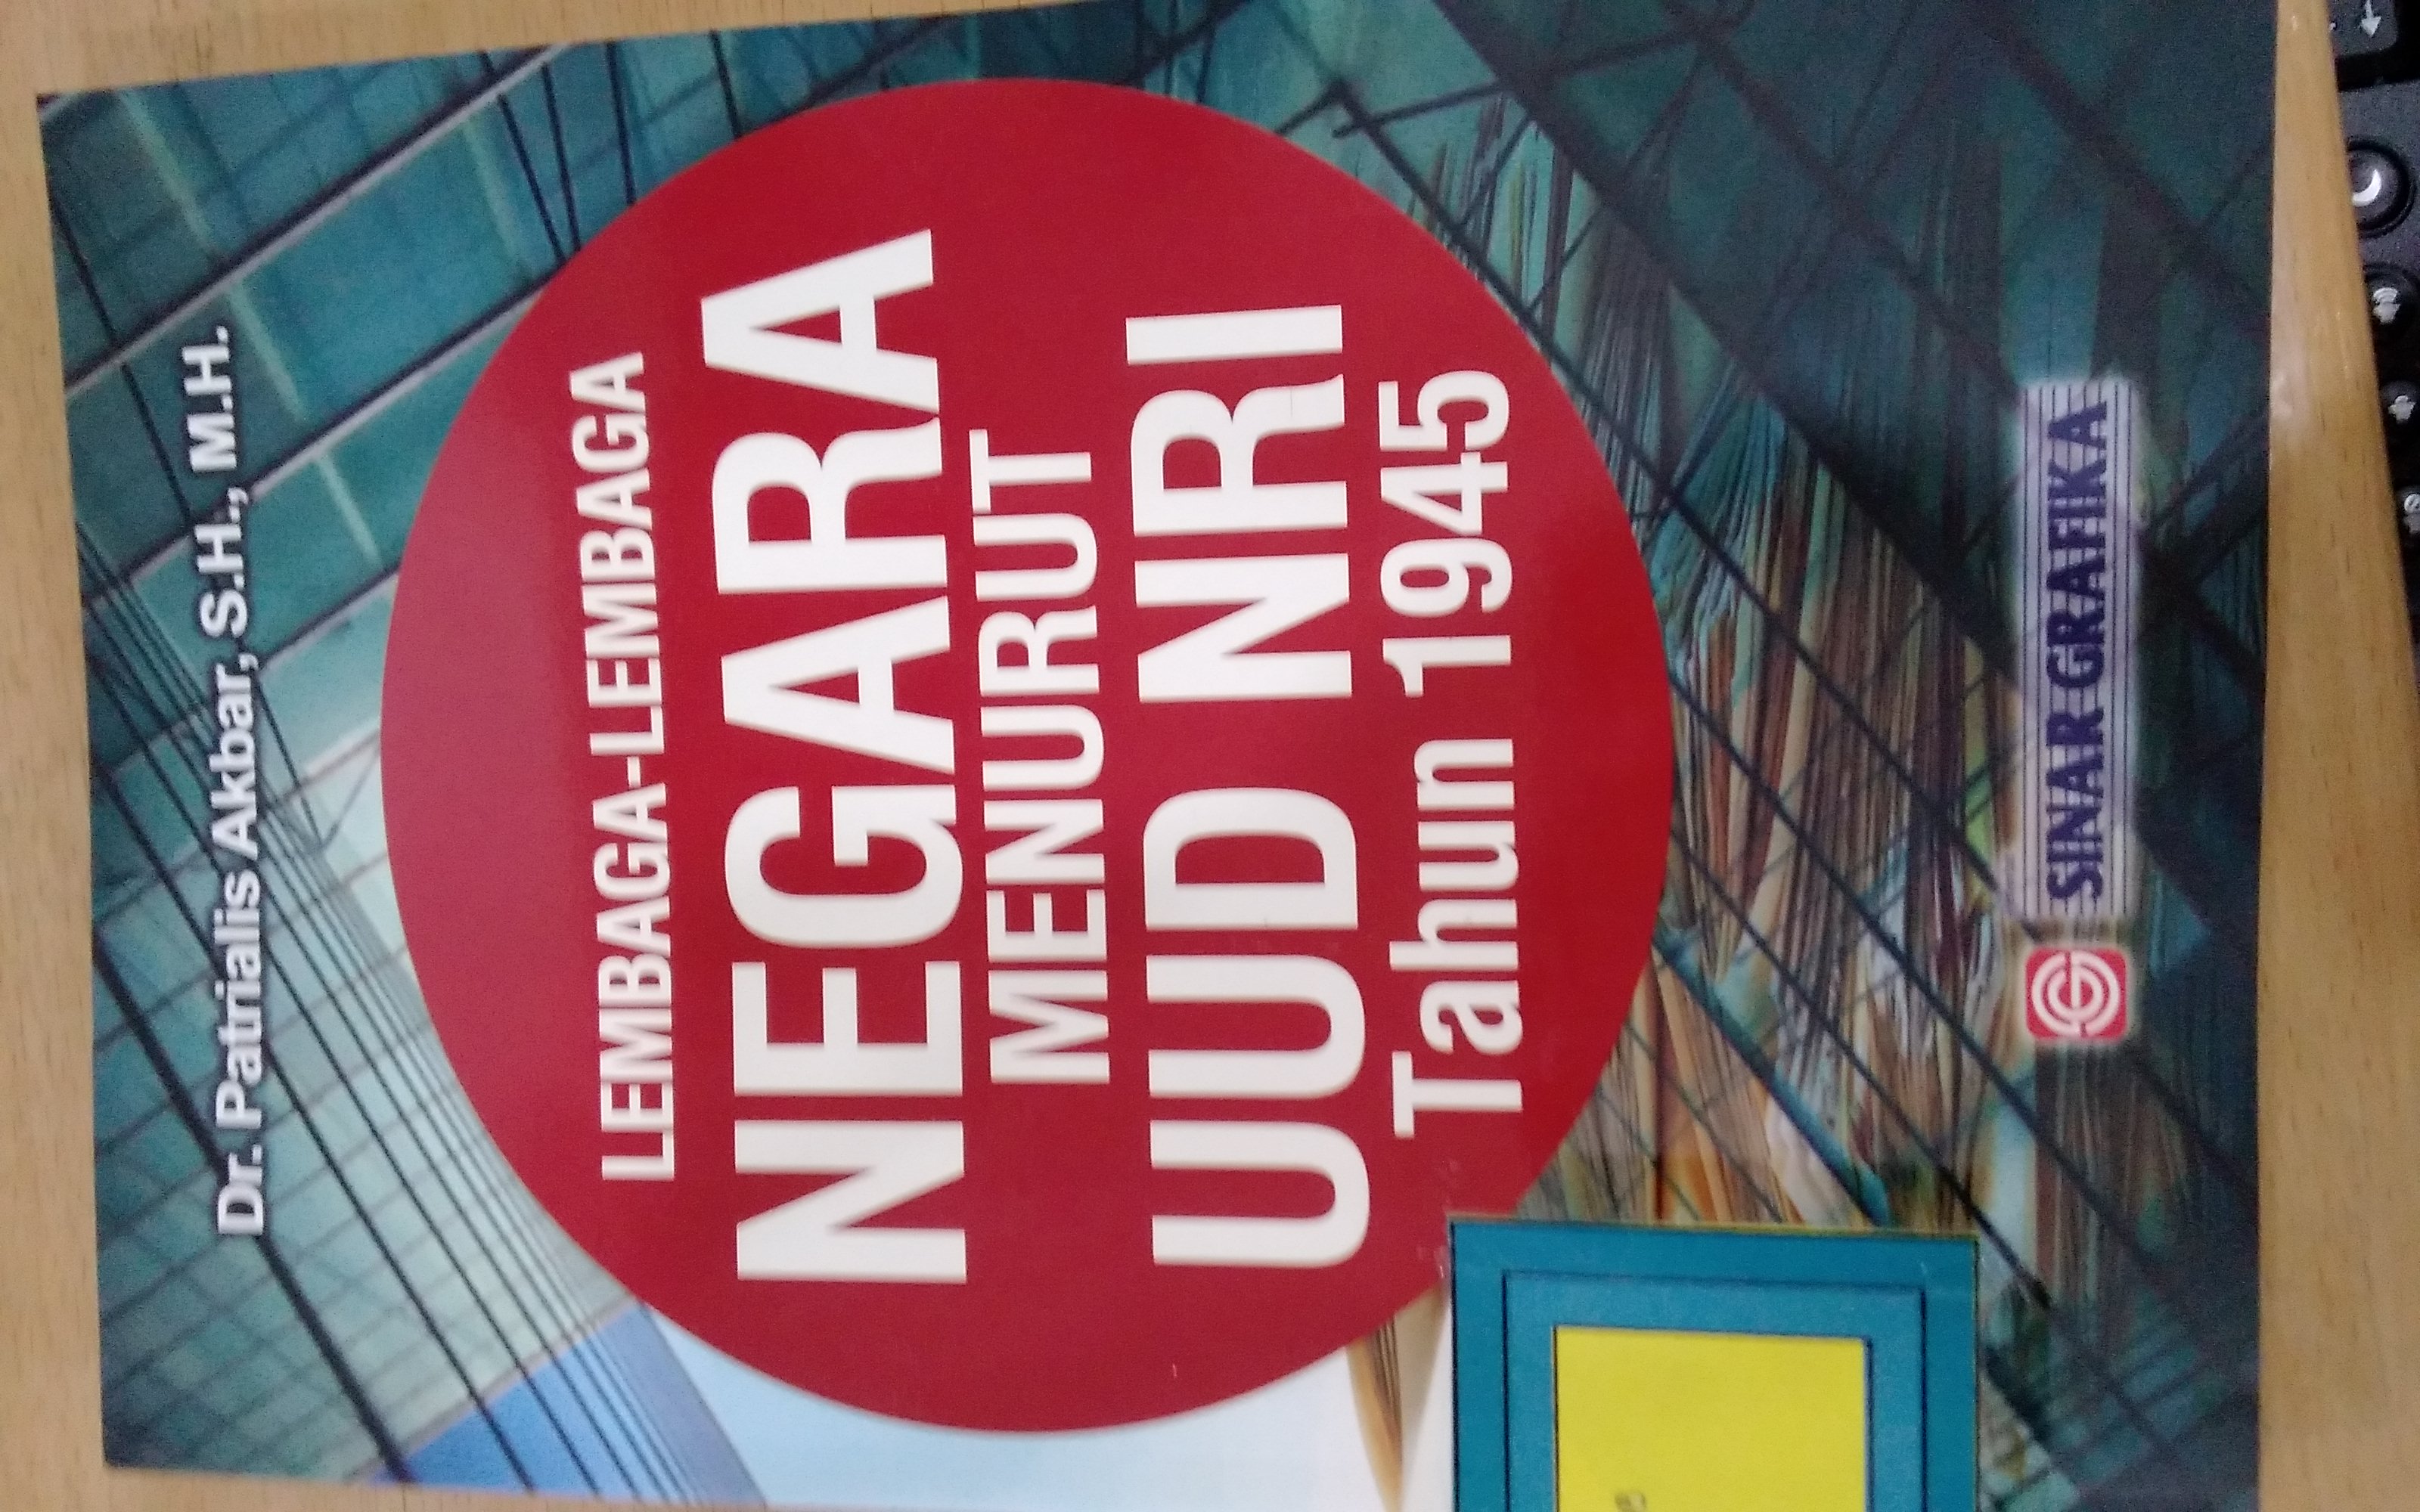 Dr. Patrialis Akbar, S.H., M.H.
LEMBAGA-LEMBAGA
NEGARA
MENURUT
UUD NRI
Tahun 1945
SINAR GRAFIKA